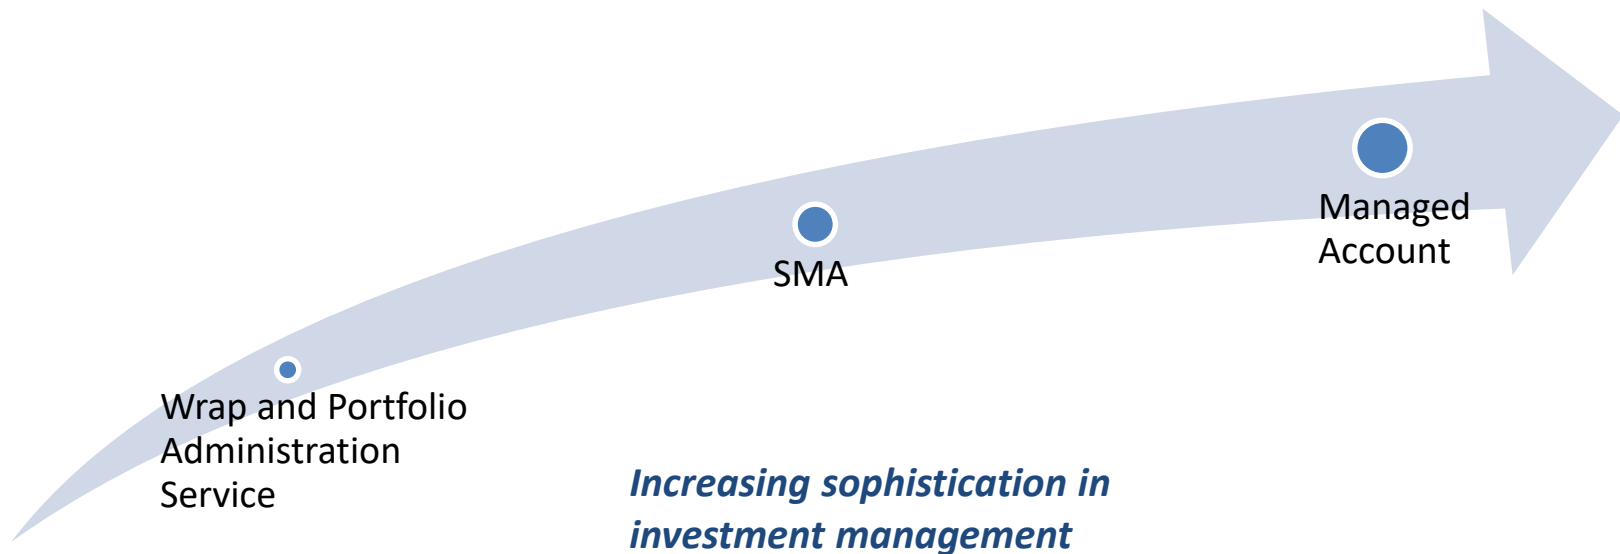 Managed
Account
SMA
Wrap and Portfolio
Administration
Service
Increasing sophistication in
investment management